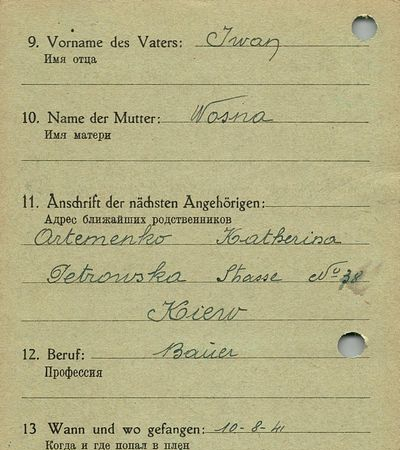 9. Vorname des Vaters: Iwan
Имя отца
10. Name der Mutter: Wosna
Имя матери
11. Anschrift der nächsten Angehörigen:
Адрес ближайших родственников
Artemenko Katherina
Petrowska Strasse No 38
Kiew
12. Beruf: Bauer
Профессия
13 Wann und wo gefangen: 10-8-41
Когда и где попал в плен